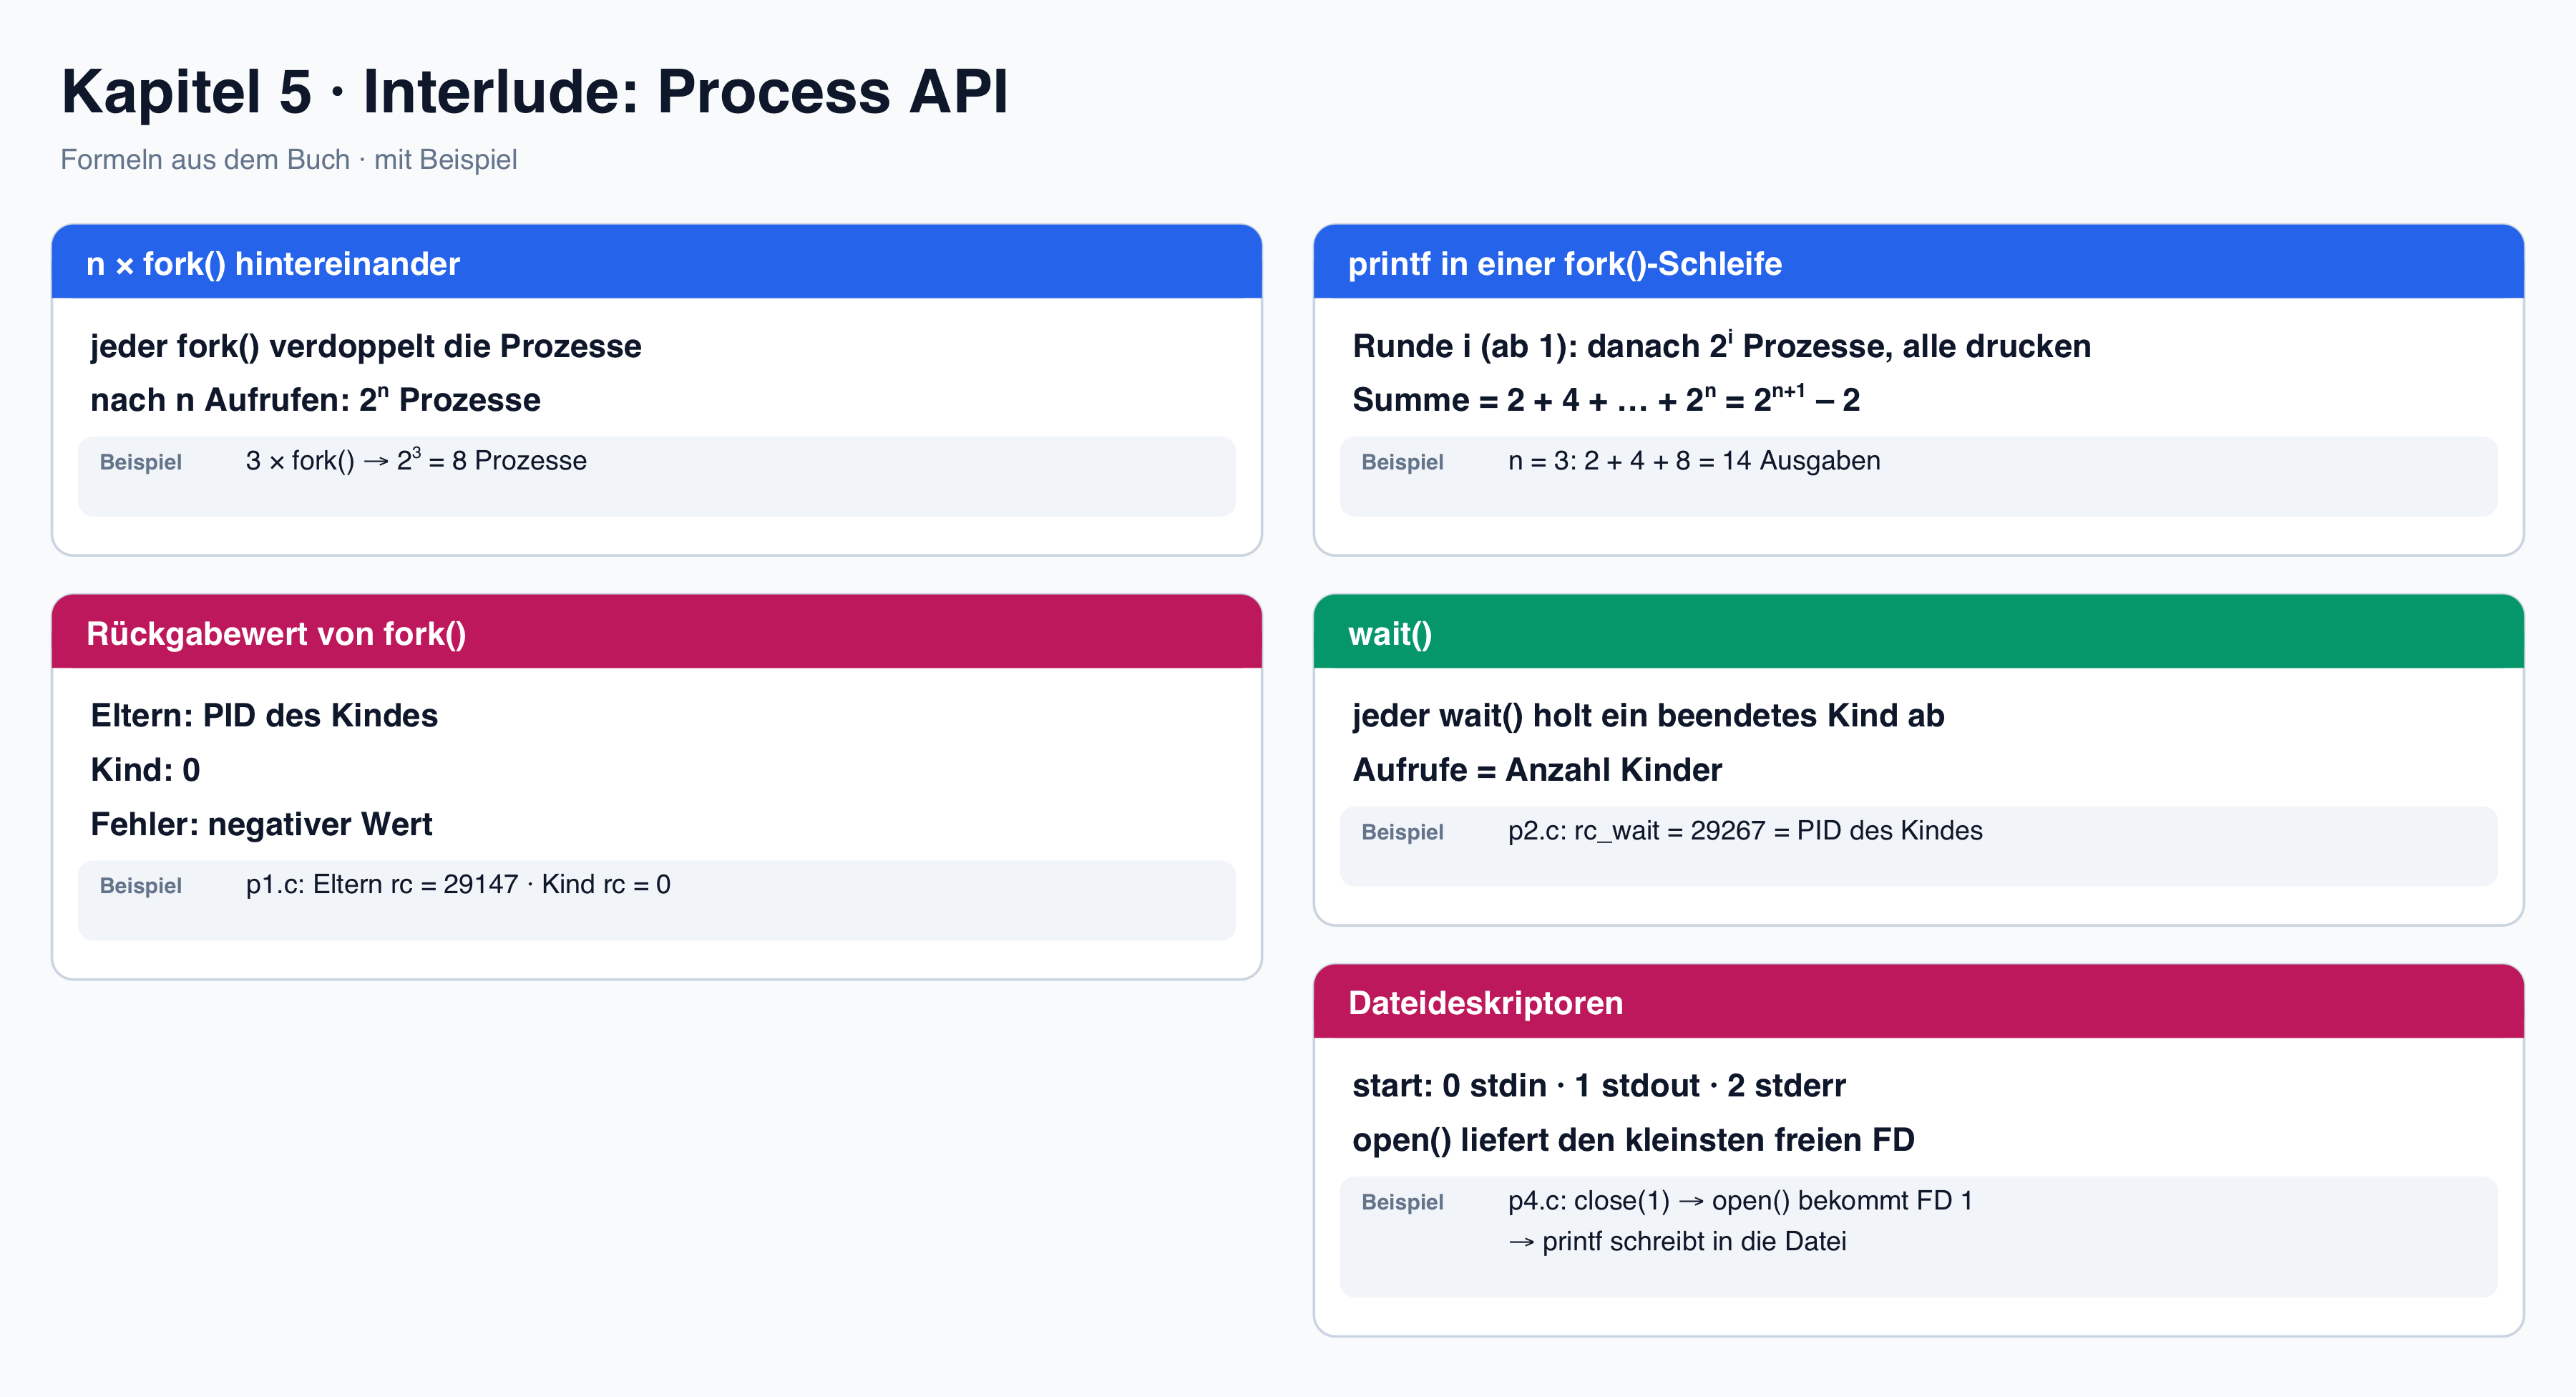 Kapitel 5 · Interlude: Process API
Formeln aus dem Buch · mit Beispiel
n × fork() hintereinander
jeder fork() verdoppelt die Prozesse
nach n Aufrufen: 2ⁿ Prozesse
Beispiel 3 × fork() → 2³ = 8 Prozesse
printf in einer fork()-Schleife
Runde i (ab 1): danach 2ⁱ Prozesse, alle drucken
Summe = 2 + 4 + … + 2ⁿ = 2ⁿ⁺¹ – 2
Beispiel n = 3: 2 + 4 + 8 = 14 Ausgaben
Rückgabewert von fork()
Eltern: PID des Kindes
Kind: 0
Fehler: negativer Wert
Beispiel p1.c: Eltern rc = 29147 · Kind rc = 0
wait()
jeder wait() holt ein beendetes Kind ab
Aufrufe = Anzahl Kinder
Beispiel p2.c: rc_wait = 29267 = PID des Kindes
Dateideskriptoren
start: 0 stdin · 1 stdout · 2 stderr
open() liefert den kleinsten freien FD
Beispiel p4.c: close(1) → open() bekommt FD 1
→ printf schreibt in die Datei